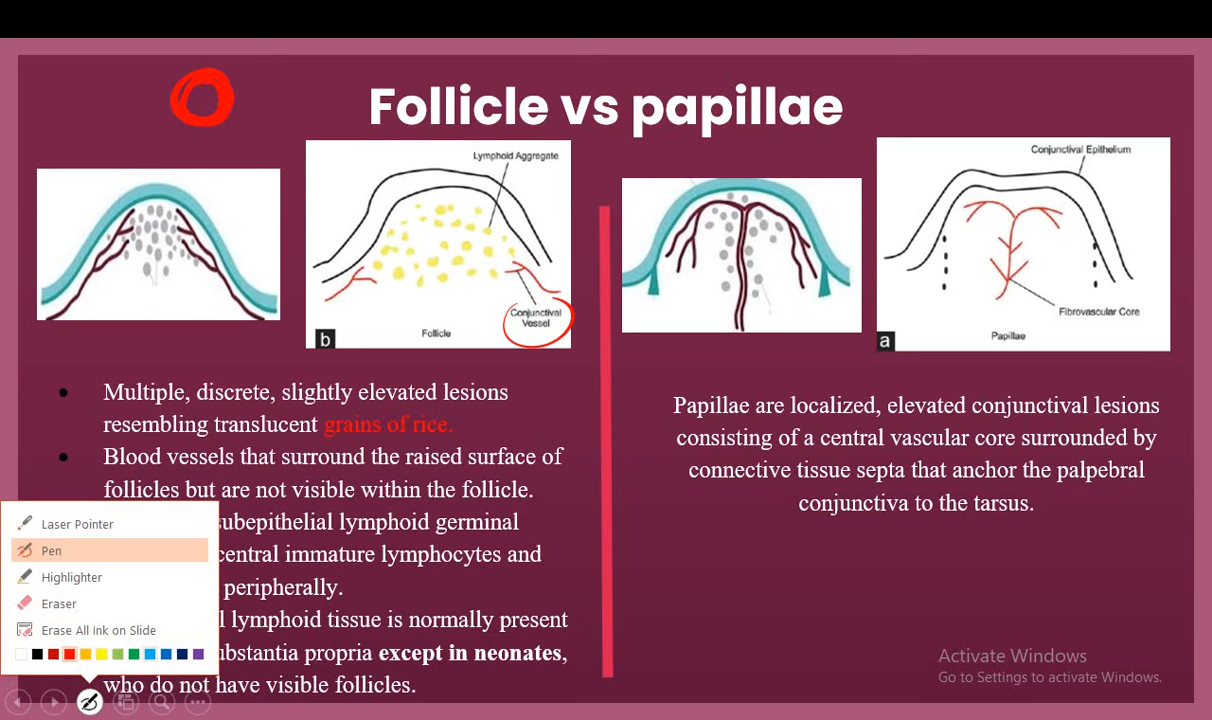 Follicle vs papillae
Lymphoid Aggregate
Conjunctival
Vessel
Follicle
b
Conjunctival Epithelium
Fibrovascular Core
Papillae
a
Multiple, discrete, slightly elevated lesions
resembling translucent grains of rice.
Blood vessels that surround the raised surface of
follicles but are not visible within the follicle.
subepithelial lymphoid germinal
central immature lymphocytes and
peripherally.
lymphoid tissue is normally present
substantia propria except in neonates,
who do not have visible follicles.
Papillae are localized, elevated conjunctival lesions
consisting of a central vascular core surrounded by
connective tissue septa that anchor the palpebral
conjunctiva to the tarsus.
Laser Pointer
Pen
Highlighter
Eraser
Erase All Ink on Slide
Activate Windows
Go to Settings to activate Windows.